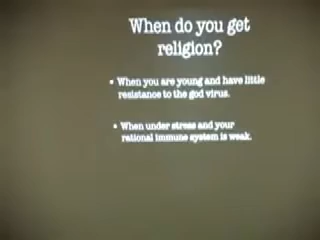 When do you get
religion?
• When you are young and have little
resistance to the god virus.
• When under stress and your
rational immune system is weak.